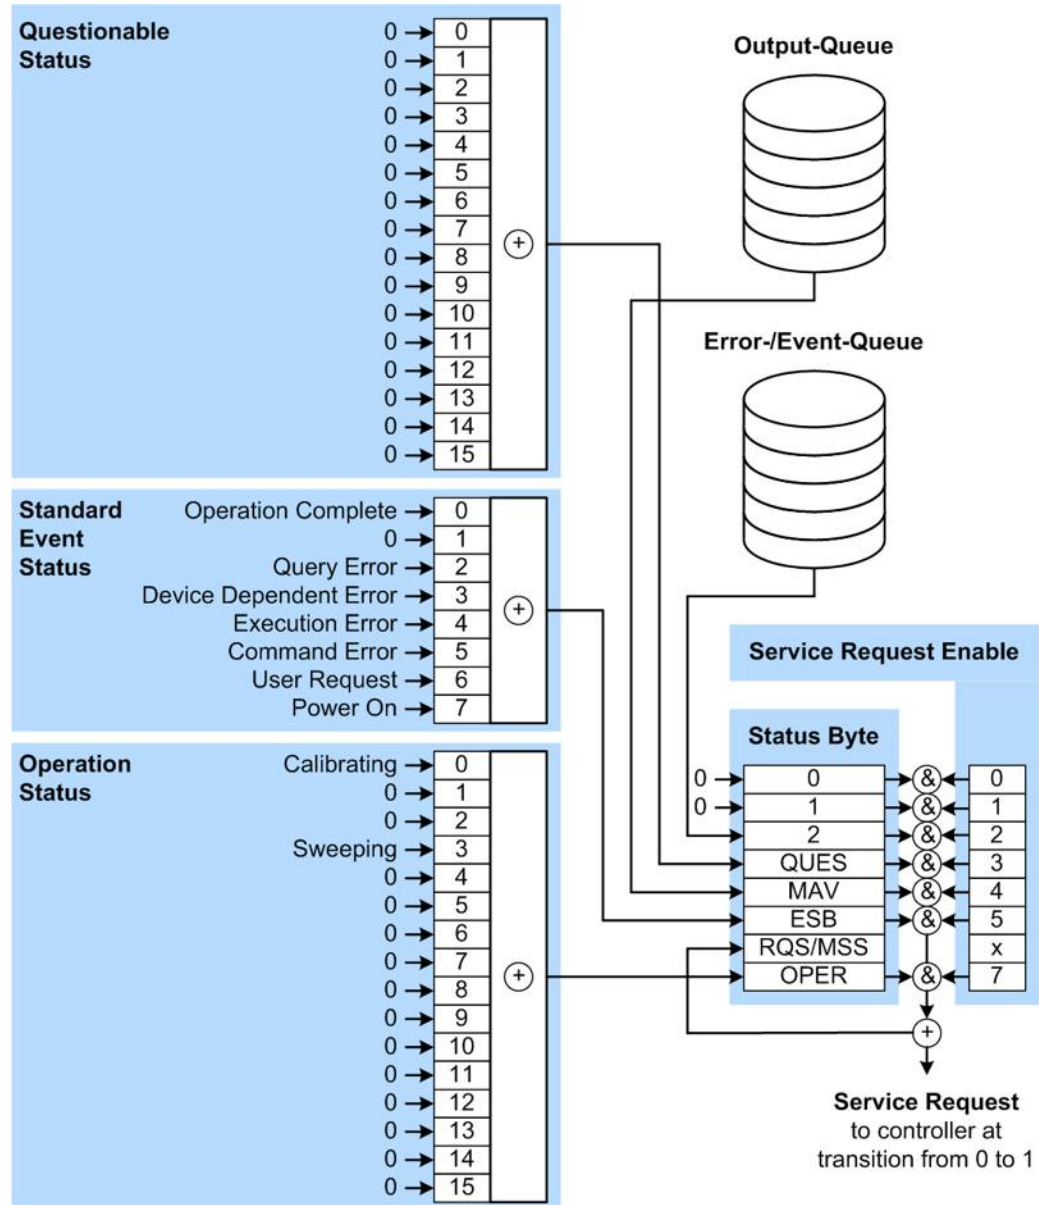 Questionable
Status
0 → 0
0 → 1
0 → 2
0 → 3
0 → 4
0 → 5
0 → 6
0 → 7
0 → 8
0 → 9
0 → 10
0 → 11
0 → 12
0 → 13
0 → 14
0 → 15
+
Output-Queue
Error-/Event-Queue
Standard
Event
Status
Operation Complete → 0
0 → 1
Query Error → 2
Device Dependent Error → 3
Execution Error → 4
Command Error → 5
User Request → 6
Power On → 7
+
Operation
Status
Calibrating → 0
0 → 1
0 → 2
Sweeping → 3
0 → 4
0 → 5
0 → 6
0 → 7
0 → 8
0 → 9
0 → 10
0 → 11
0 → 12
0 → 13
0 → 14
0 → 15
+
Service Request Enable
Status Byte
0 → 0 & 0
0 → 1 & 1
2 & 2
QUES & 3
MAV & 4
ESB & 5
RQS/MSS x
OPER & 7
+
Service Request
to controller at
transition from 0 to 1